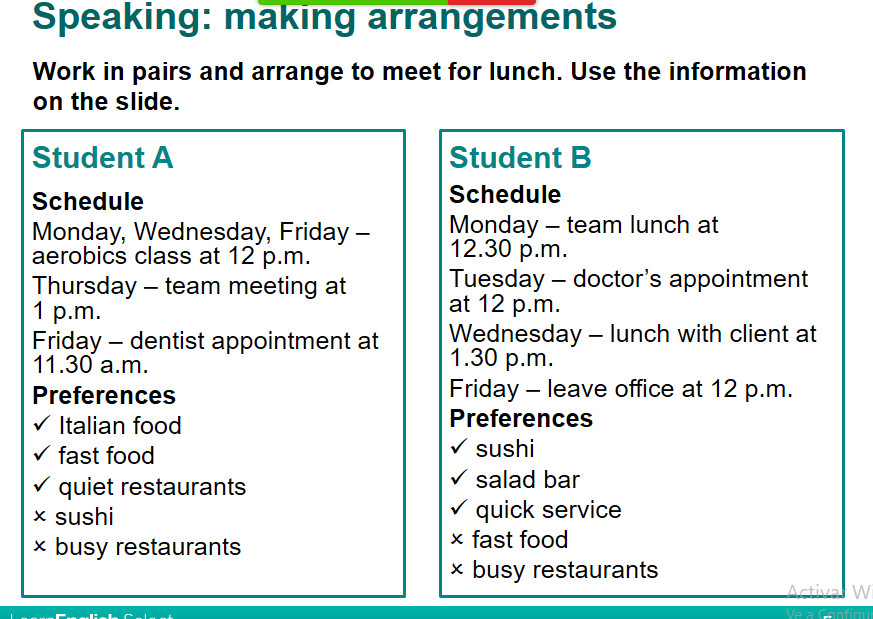 Speaking: making arrangements
Work in pairs and arrange to meet for lunch. Use the information
on the slide.
Student A
Schedule
Monday, Wednesday, Friday –
aerobics class at 12 p.m.
Thursday – team meeting at
1 p.m.
Friday – dentist appointment at
11.30 a.m.
Preferences
✓ Italian food
✓ fast food
✓ quiet restaurants
× sushi
× busy restaurants
Student B
Schedule
Monday – team lunch at
12.30 p.m.
Tuesday – doctor’s appointment
at 12 p.m.
Wednesday – lunch with client at
1.30 p.m.
Friday – leave office at 12 p.m.
Preferences
✓ sushi
✓ salad bar
✓ quick service
× fast food
× busy restaurants
Activar Wi
Ve a Configur
LearnEnglish Select